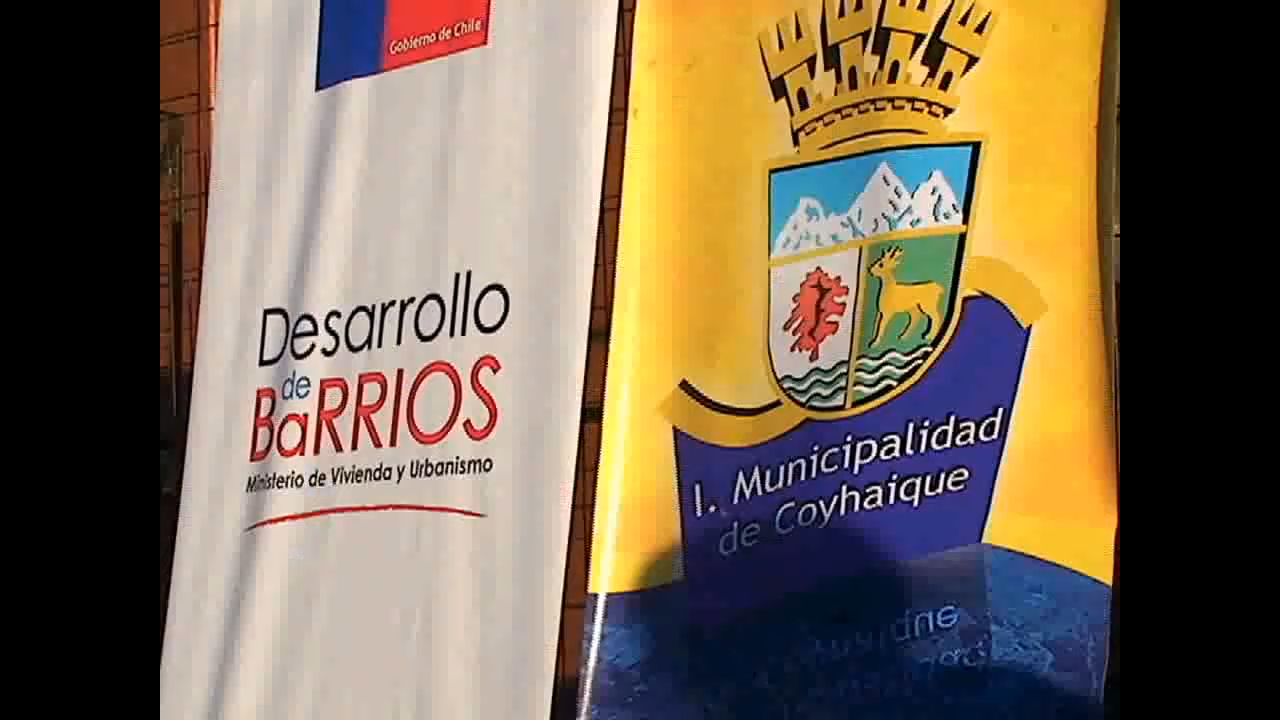 Gobierno de Chile
Desarrollo
de
BaRRIOS
Ministerio de Vivienda y Urbanismo
I. Municipalidad
de Coyhaique